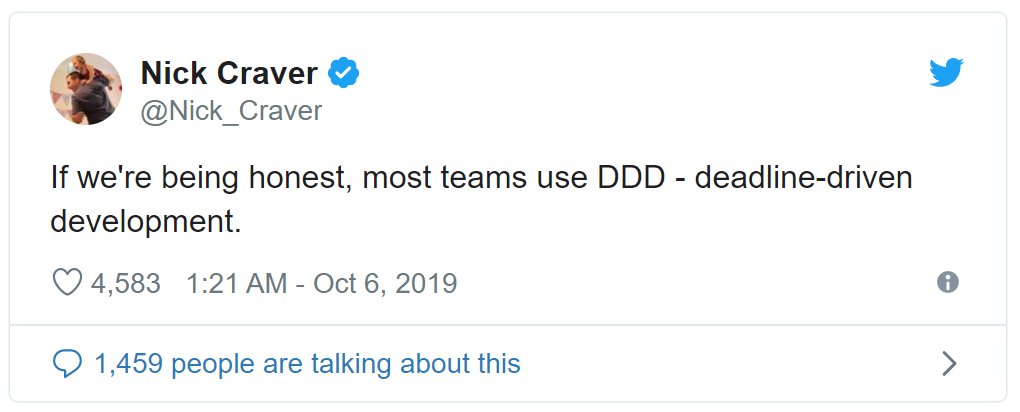 Nick Craver
@Nick_Craver
If we're being honest, most teams use DDD - deadline-driven
development.
4,583 1:21 AM - Oct 6, 2019
1,459 people are talking about this